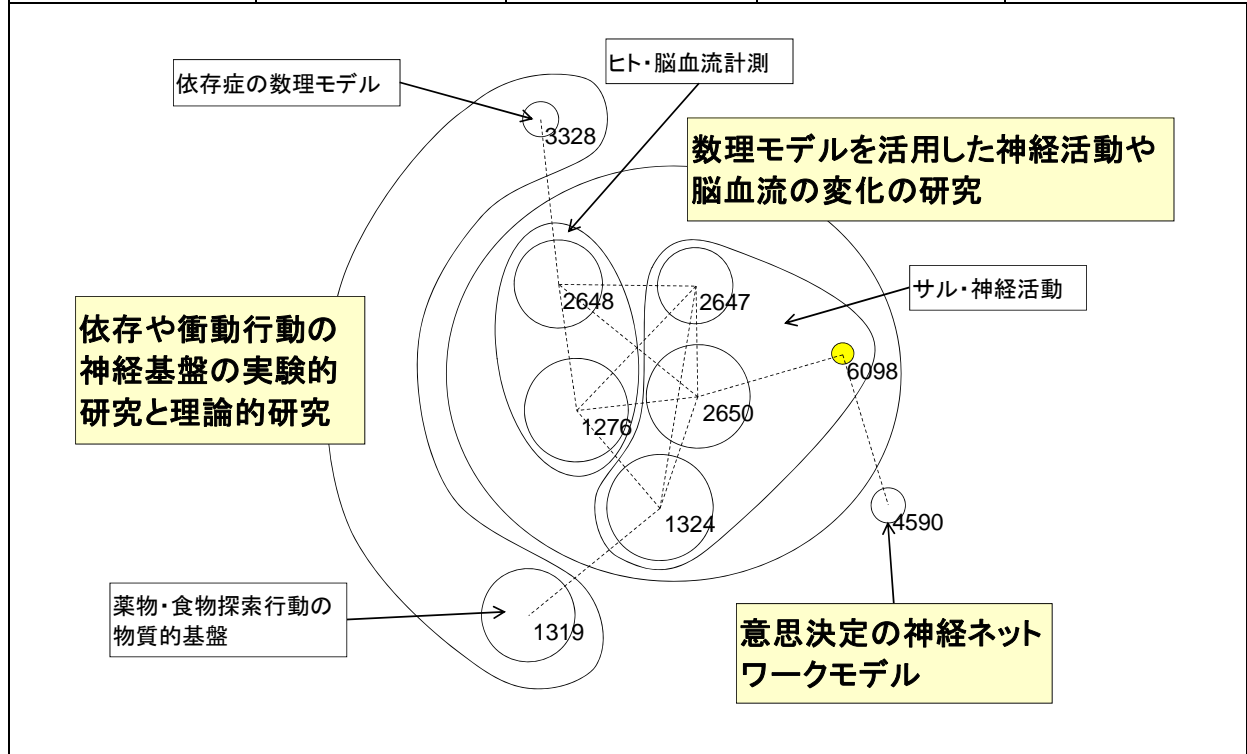 ヒト・脳血流計測
依存症の数理モデル
3328
数理モデルを活用した神経活動や
脳血流の変化の研究
サル・神経活動
2648
2647
依存や衝動行動の
神経基盤の実験的
研究と理論的研究
6098
2650
1276
1324
4590
薬物・食物探索行動の
物質的基盤
1319
意思決定の神経ネット
ワークモデル